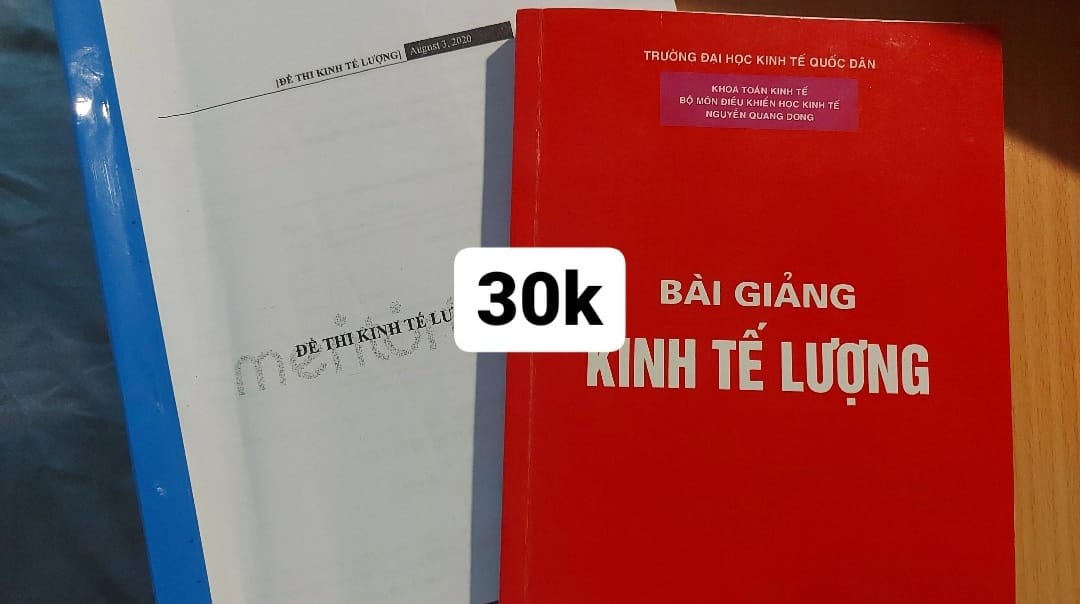 [ĐỀ THI KINH TẾ LƯỢNG] August 3, 2020
ĐỀ THI KINH TẾ
30k
TRƯỜNG ĐẠI HỌC KINH TẾ QUỐC DÂN
KHOA TOÁN KINH TẾ
BỘ MÔN ĐIỀU KHIỂN HỌC KINH TẾ
NGUYỄN QUANG DONG
BÀI GIẢNG
KINH TẾ LƯỢNG